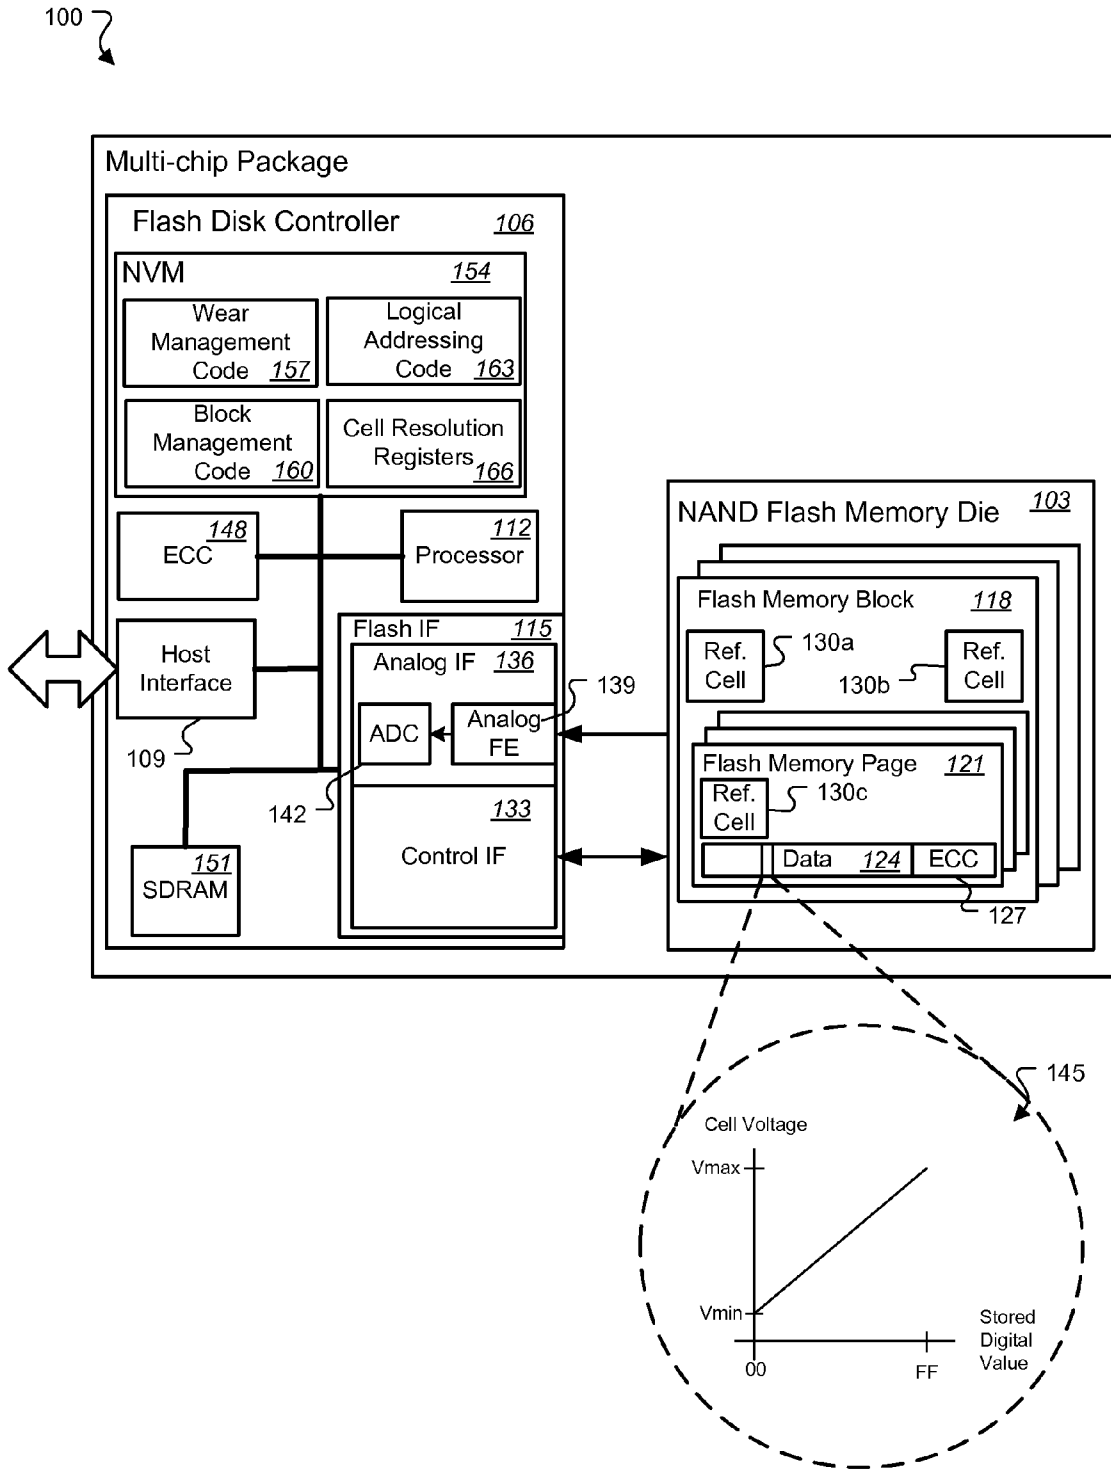 100
Multi-chip Package
Flash Disk Controller 106
NVM 154
Wear
Management
Code 157
Logical
Addressing
Code 163
Block
Management
Code 160
Cell Resolution
Registers 166
148
ECC
112
Processor
Host
Interface
109
Flash IF 115
Analog IF 136
139
ADC
Analog
FE
142
133
Control IF
151
SDRAM
NAND Flash Memory Die 103
Flash Memory Block 118
Ref.
Cell
130a
130b
Ref.
Cell
Flash Memory Page 121
Ref.
Cell
130c
Data 124 ECC
127
145
Cell Voltage
Vmax
Vmin
00
FF
Stored
Digital
Value